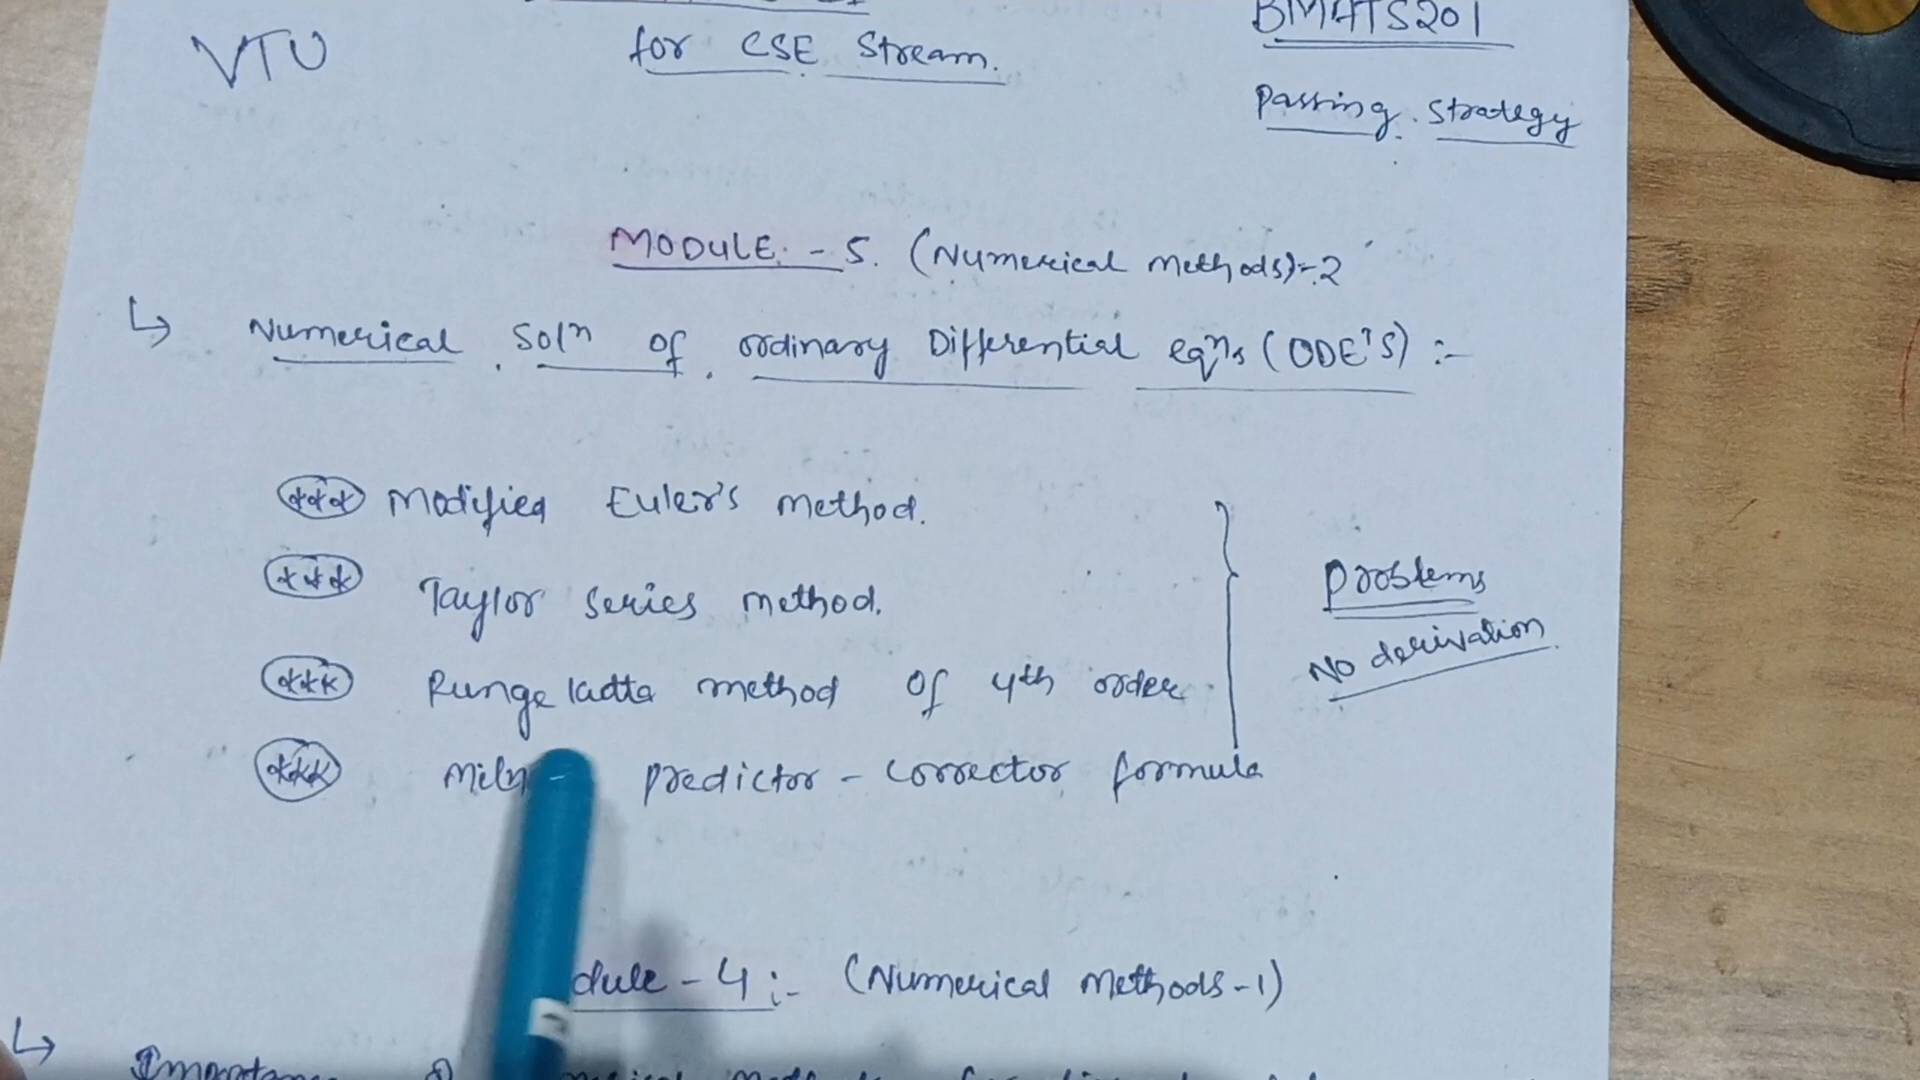 VTU
for CSE Stream.
BMATS201
Passing Strategy
MODULE - 5. (Numerical Methods)-2
↳ Numerical Solⁿ of ordinary Differential eqⁿs (ODE'S) :-
*** Modified Euler's method.
*** Taylor Series method.
*** Runge kutta method of 4th order
*** Miln predictor - corrector formula
Problems
No derivation
dule - 4 :- (Numerical Methods-1)
↳